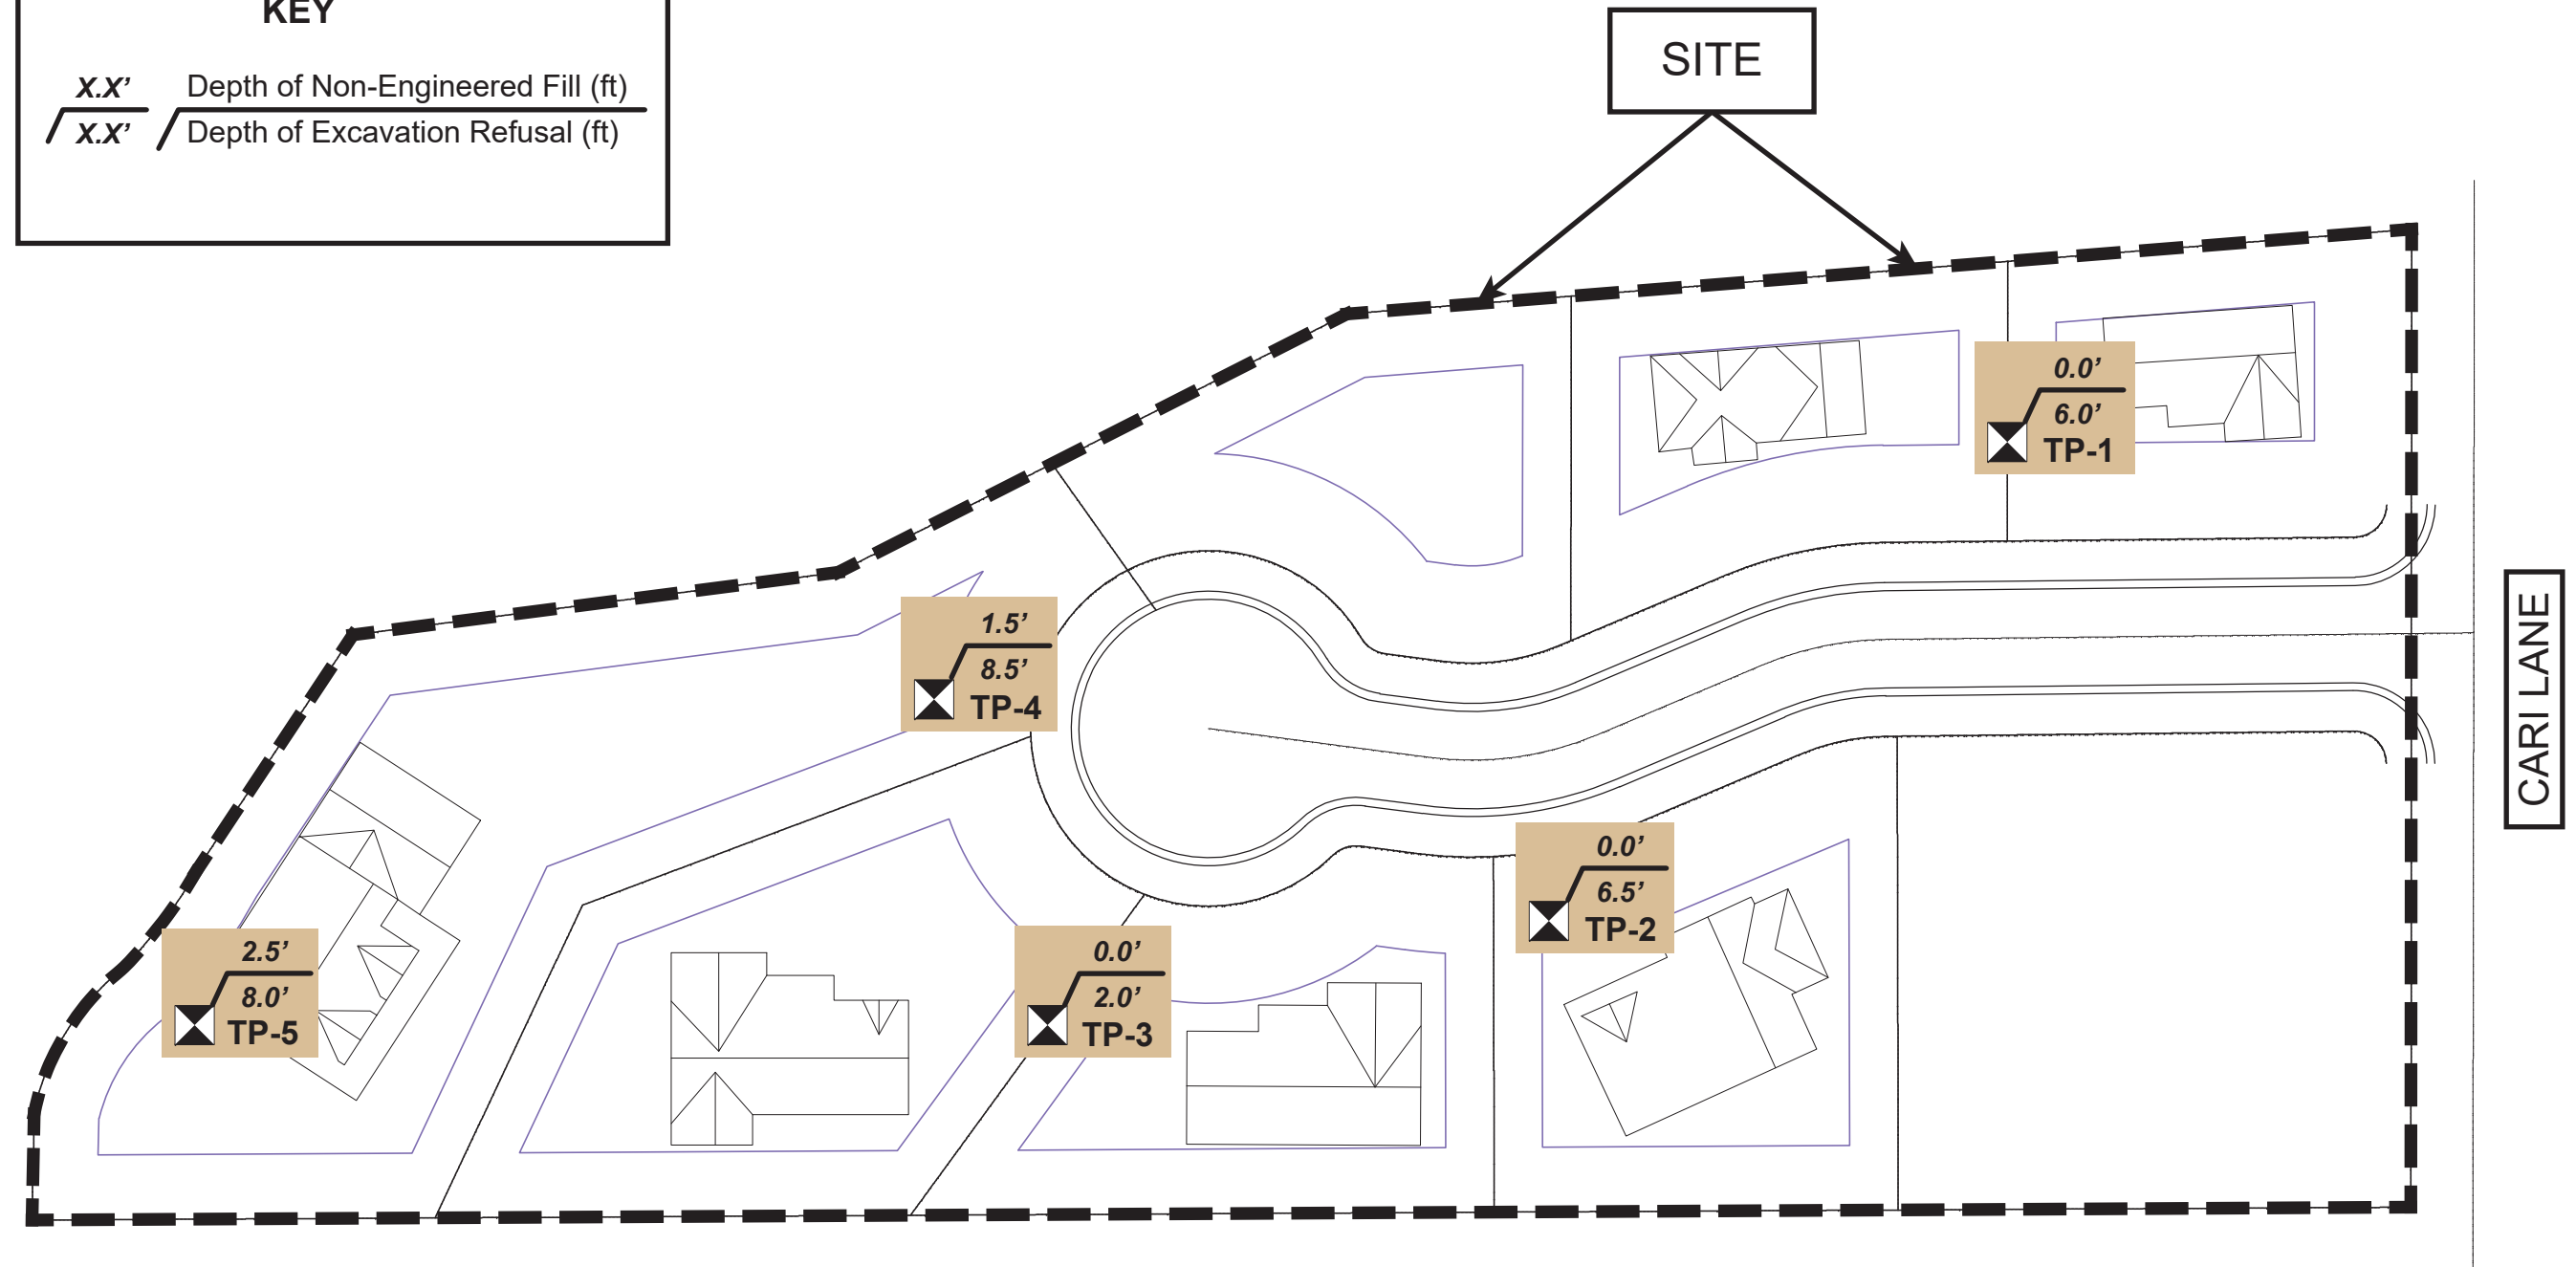 KEY
X.X’ Depth of Non-Engineered Fill (ft)
X.X’ Depth of Excavation Refusal (ft)
SITE
0.0’
6.0’
TP-1
1.5’
8.5’
TP-4
CARI LANE
0.0’
6.5’
TP-2
2.5’
8.0’
TP-5
0.0’
2.0’
TP-3